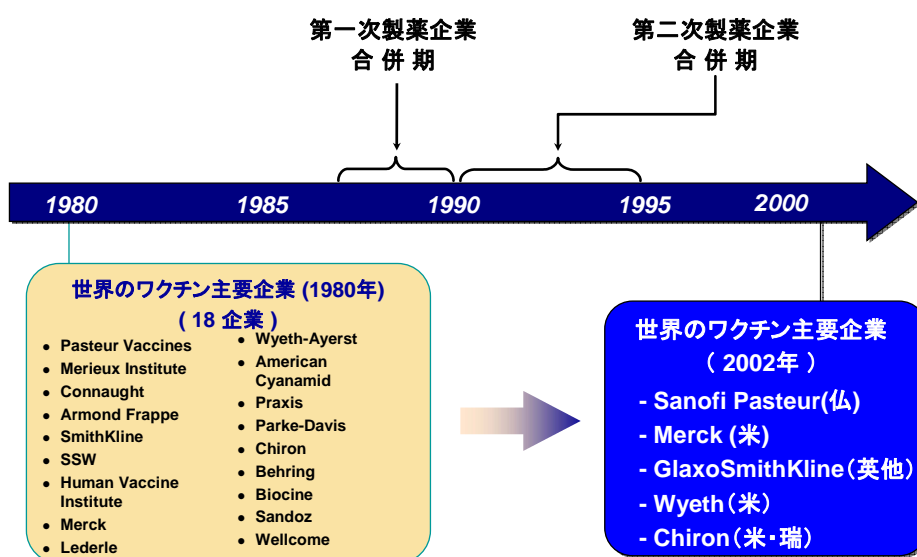 第一次製薬企業
合 併 期
第二次製薬企業
合 併 期
1980
1985
1990
1995
2000
世界のワクチン主要企業 (1980年)
( 18 企業 )
● Pasteur Vaccines
● Merieux Institute
● Connaught
● Armond Frappe
● SmithKline
● SSW
● Human Vaccine
Institute
● Merck
● Lederle
● Wyeth-Ayerst
● American
Cyanamid
● Praxis
● Parke-Davis
● Chiron
● Behring
● Biocine
● Sandoz
● Wellcome
世界のワクチン主要企業
( 2002年 )
- Sanofi Pasteur(仏)
- Merck (米)
- GlaxoSmithKline(英他)
- Wyeth(米)
- Chiron(米・瑞)